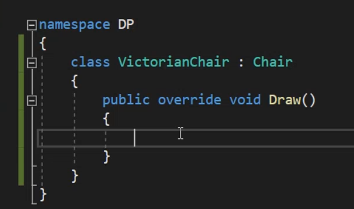 namespace DP
{
class VictorianChair : Chair
{
public override void Draw()
{
}
}
}